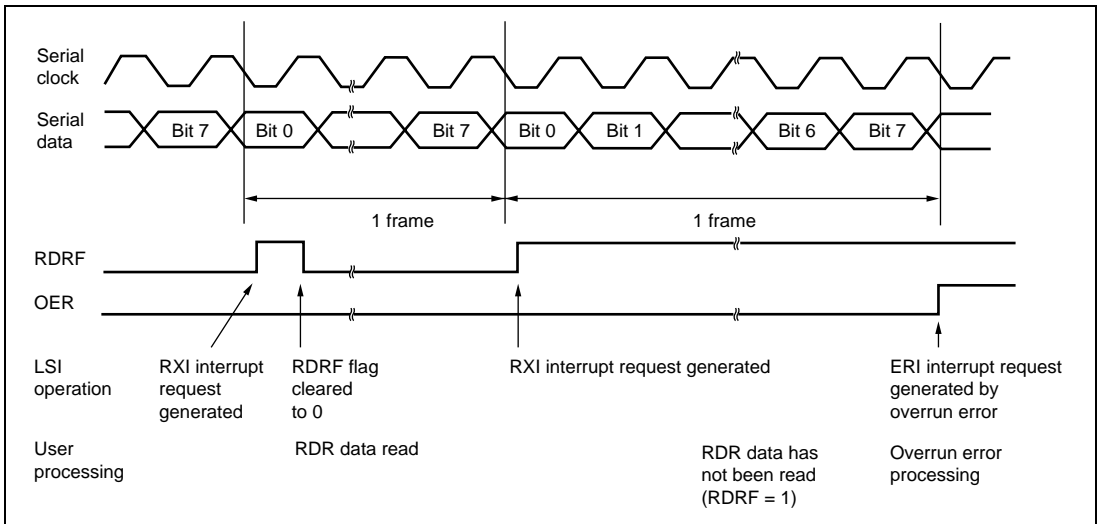 Serial
clock
Serial
data
Bit 7
Bit 0
Bit 7
Bit 0
Bit 1
Bit 6
Bit 7
1 frame
1 frame
RDRF
OER
LSI
operation
RXI interrupt
request
generated
RDRF flag
cleared
to 0
RXI interrupt request generated
ERI interrupt request
generated by
overrun error
User
processing
RDR data read
RDR data has
not been read
(RDRF = 1)
Overrun error
processing